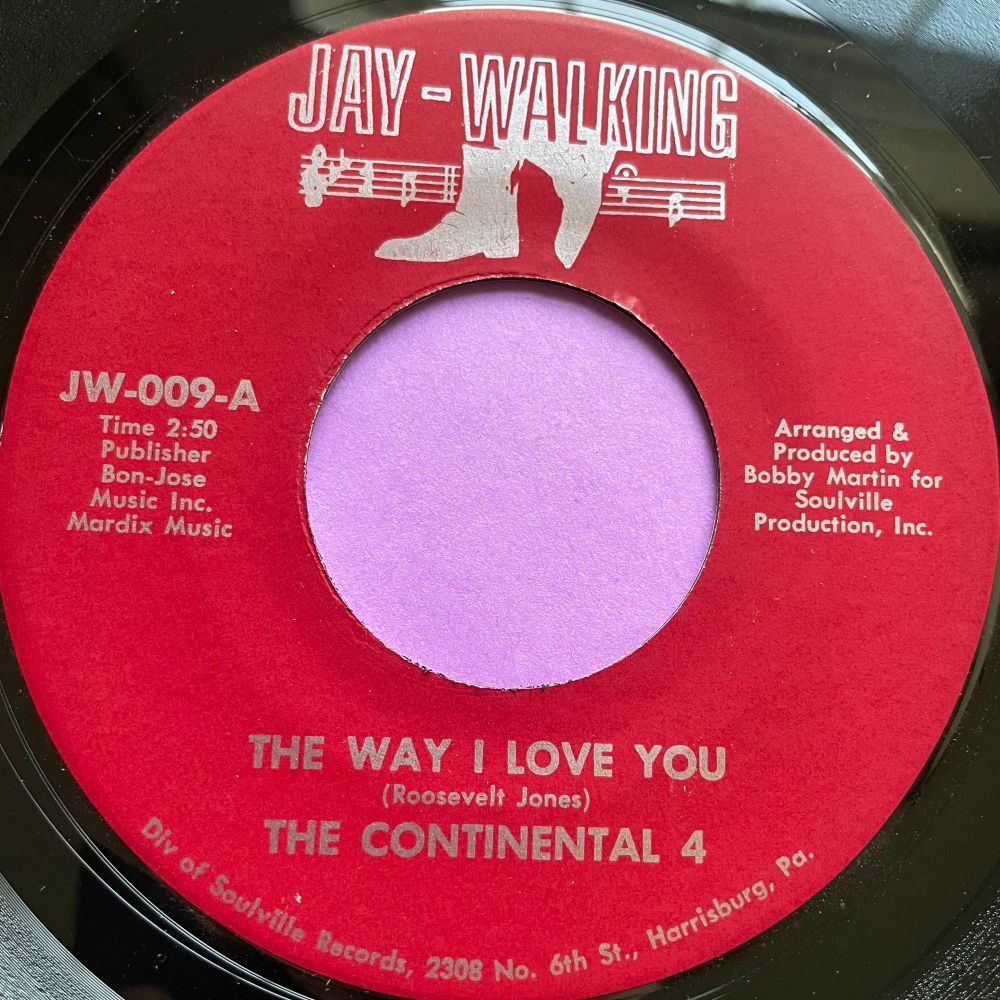 JAY-WALKING
JW-009-A
Time 2:50
Publisher
Bon-Jose
Music Inc.
Mardix Music
Arranged &
Produced by
Bobby Martin for
Soulville
Production, Inc.
THE WAY I LOVE YOU
(Roosevelt Jones)
THE CONTINENTAL 4
Div of Soulville Records, 2308 No. 6th St., Harrisburg, Pa.